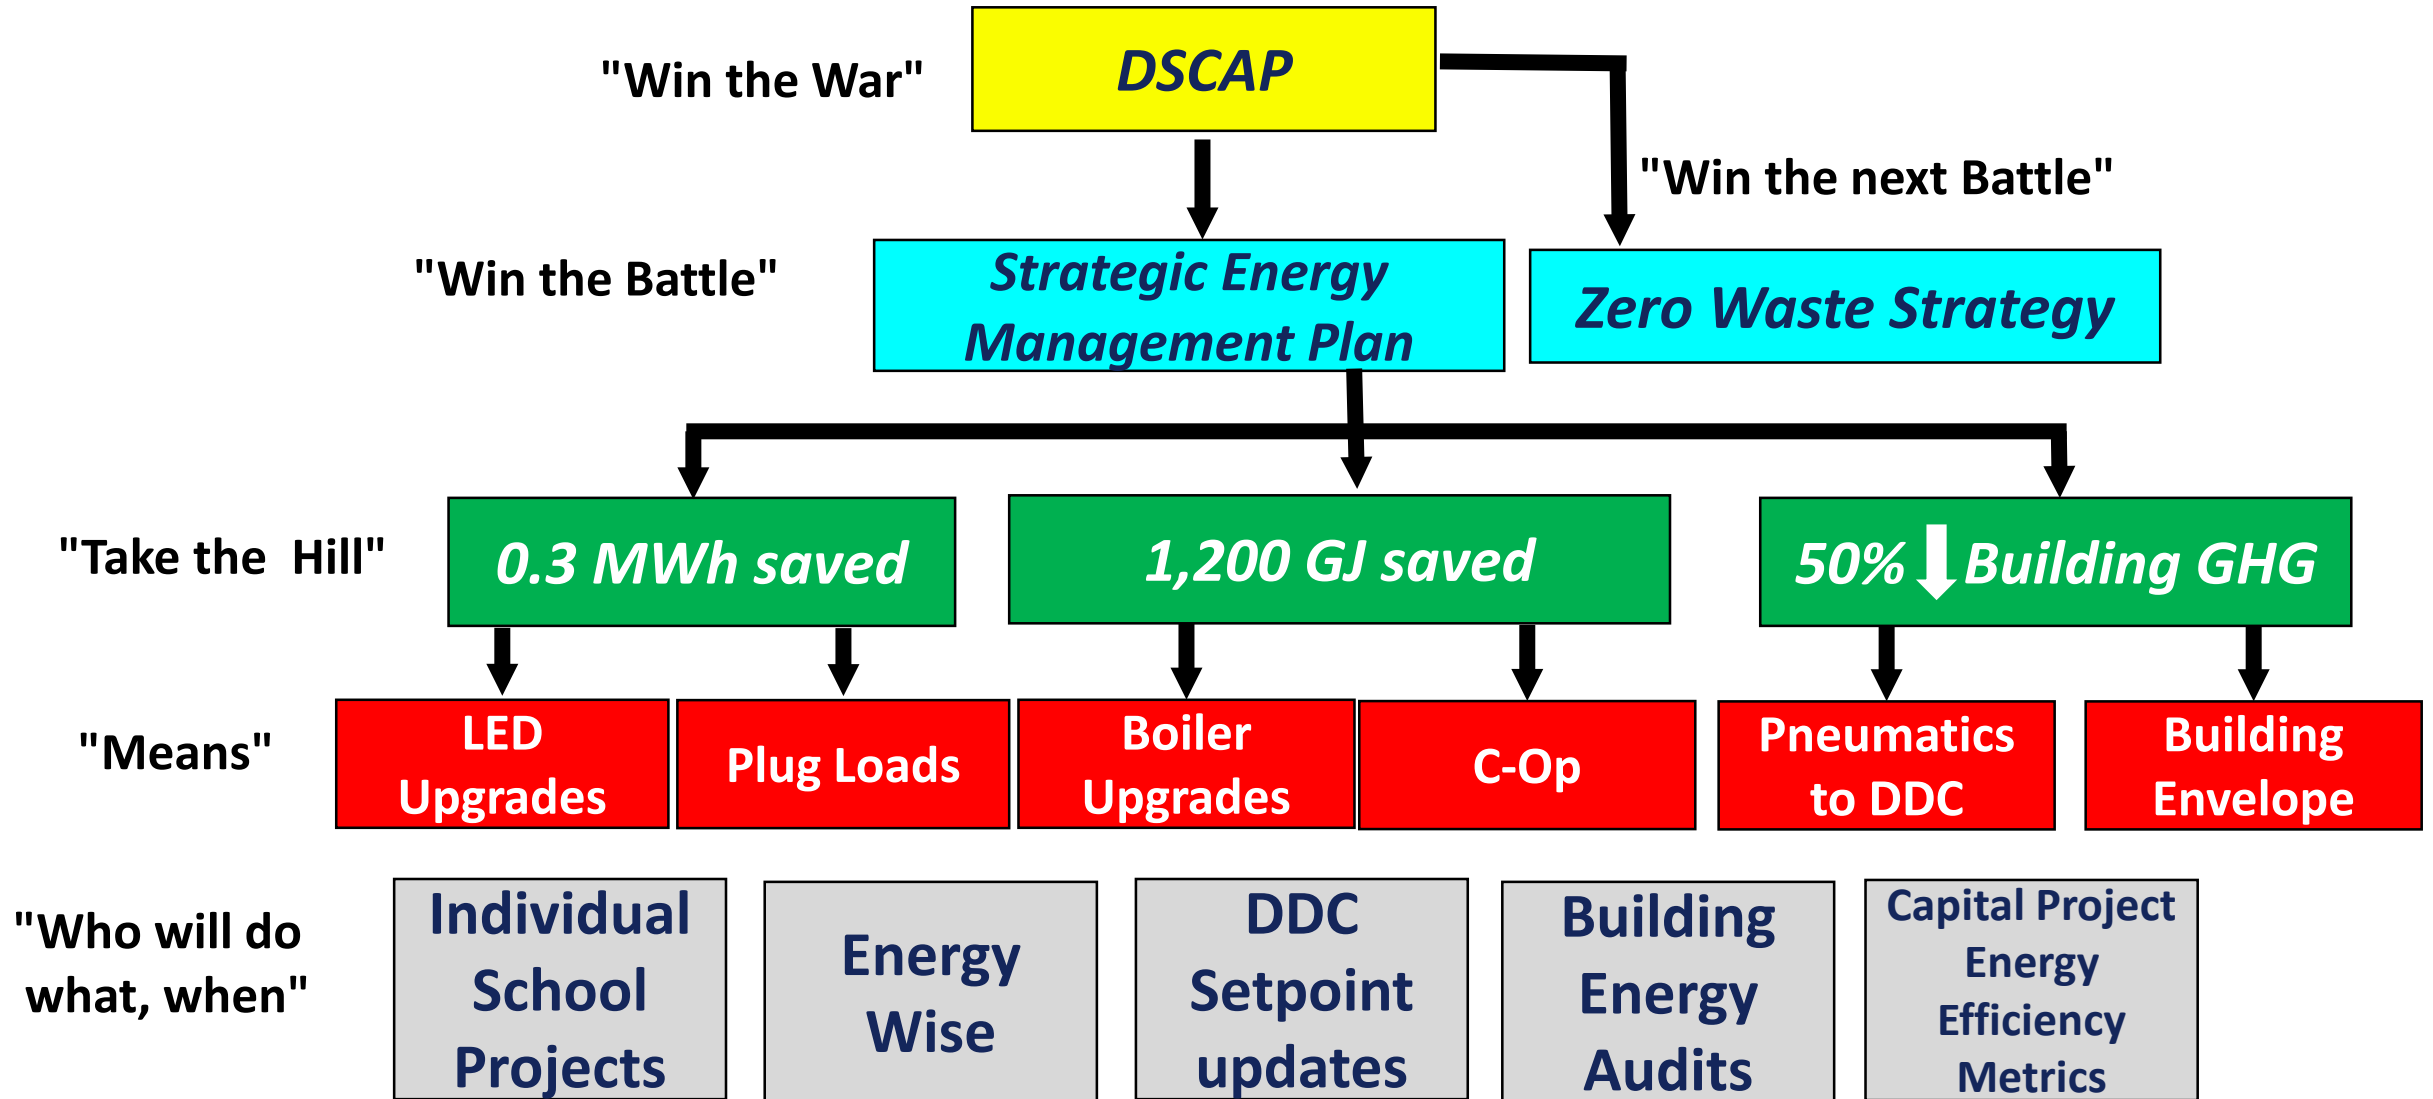 "Win the War"
DSCAP
"Win the next Battle"
"Win the Battle"
Strategic Energy
Management Plan
Zero Waste Strategy
"Take the  Hill"
0.3 MWh saved
1,200 GJ saved
50% Building GHG
"Means"
LED
Upgrades
Plug Loads
Boiler
Upgrades
C-Op
Pneumatics
to DDC
Building
Envelope
"Who will do
what, when"
Individual
School
Projects
Energy
Wise
DDC
Setpoint
updates
Building
Energy
Audits
Capital Project
Energy
Efficiency
Metrics